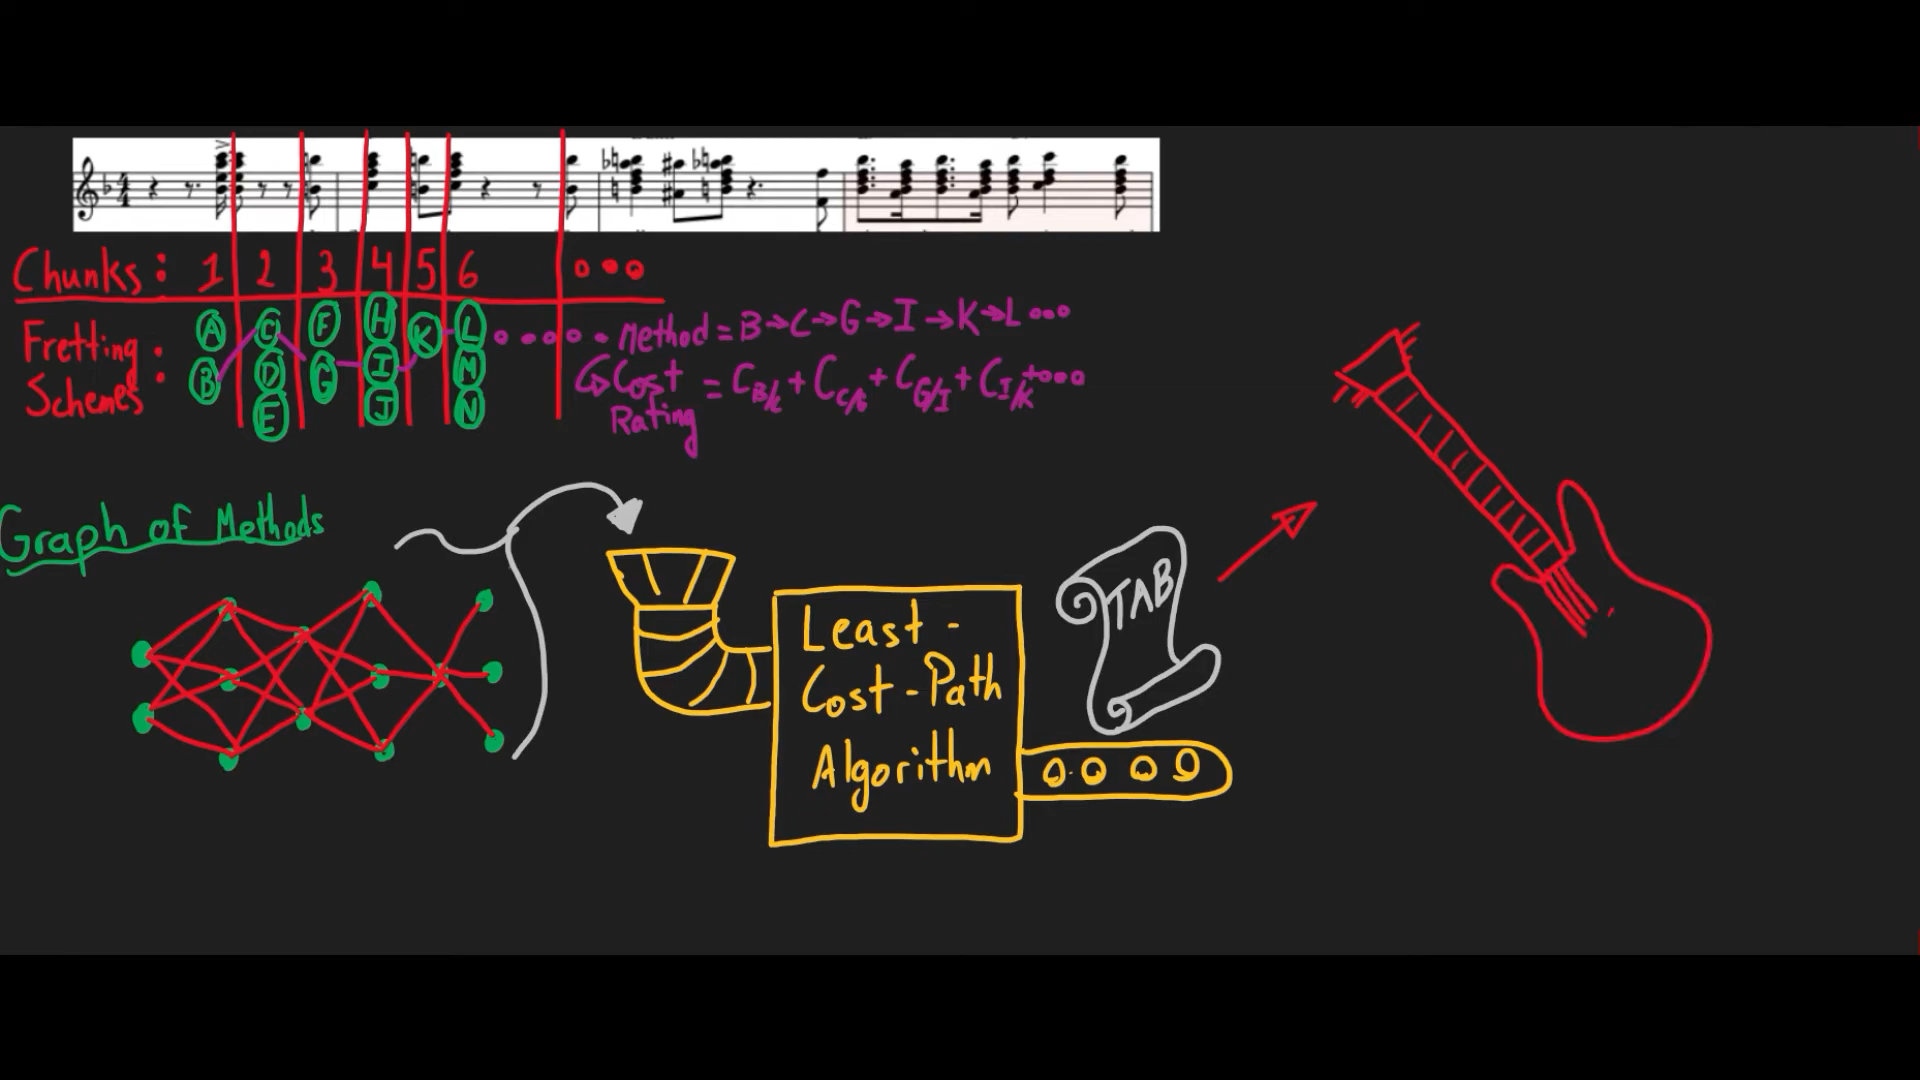 Chunks: 1 2 3 4 5 6
Fretting Schemes:
A C F H K L
B D G I M
E J N
Method = B → C → G → I → K → L
Cost Rating = C_B/C + C_C/G + C_G/I + C_I/K +
Graph of Methods
Least-
Cost-Path
Algorithm
TAB